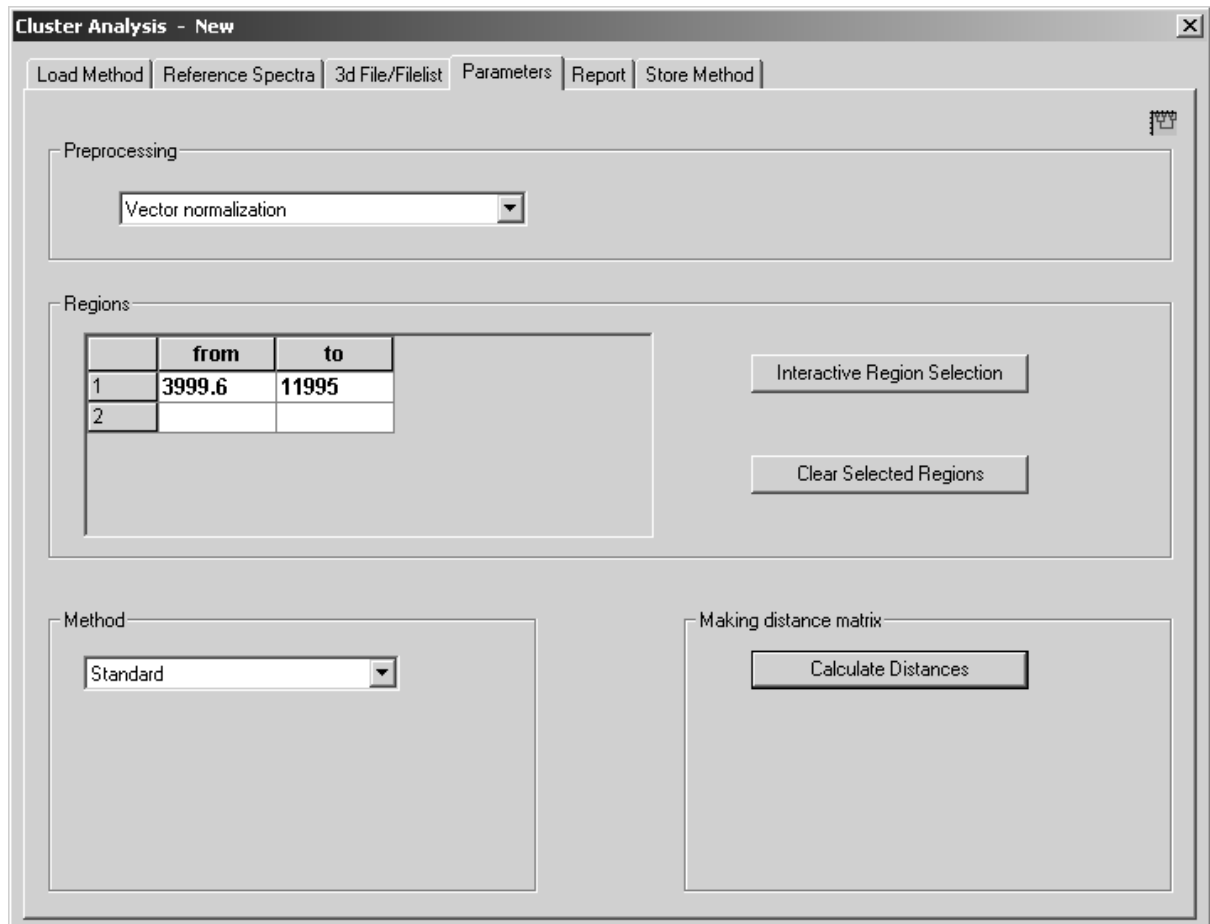 Cluster Analysis - New
Load Method Reference Spectra 3d File/Filelist Parameters Report Store Method
Preprocessing
Vector normalization
Regions
from to
1 3999.6 11995
2
Interactive Region Selection
Clear Selected Regions
Method
Standard
Making distance matrix
Calculate Distances